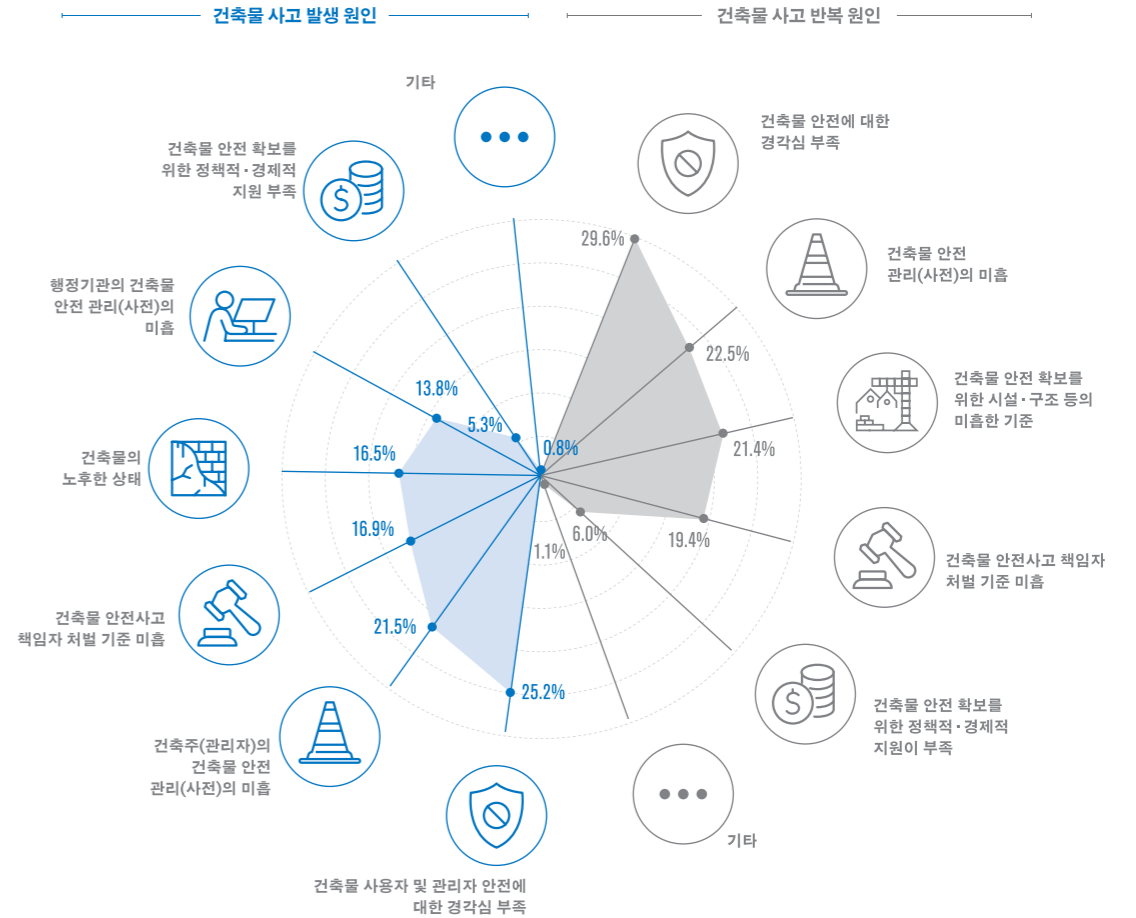 건축물 사고 발생 원인
건축물 사고 반복 원인
기타
건축물 안전 확보를
위한 정책적·경제적
지원 부족
행정기관의 건축물
안전 관리(사전)의
미흡
건축물의
노후한 상태
건축물 안전사고
책임자 처벌 기준 미흡
건축주(관리자)의
건축물 안전
관리(사전)의 미흡
건축물 사용자 및 관리자 안전에
대한 경각심 부족
0.8%
5.3%
13.8%
16.5%
16.9%
21.5%
25.2%
건축물 안전에 대한
경각심 부족
건축물 안전
관리(사전)의 미흡
건축물 안전 확보를
위한 시설·구조 등의
미흡한 기준
건축물 안전사고 책임자
처벌 기준 미흡
건축물 안전 확보를
위한 정책적·경제적
지원이 부족
기타
29.6%
22.5%
21.4%
19.4%
6.0%
1.1%